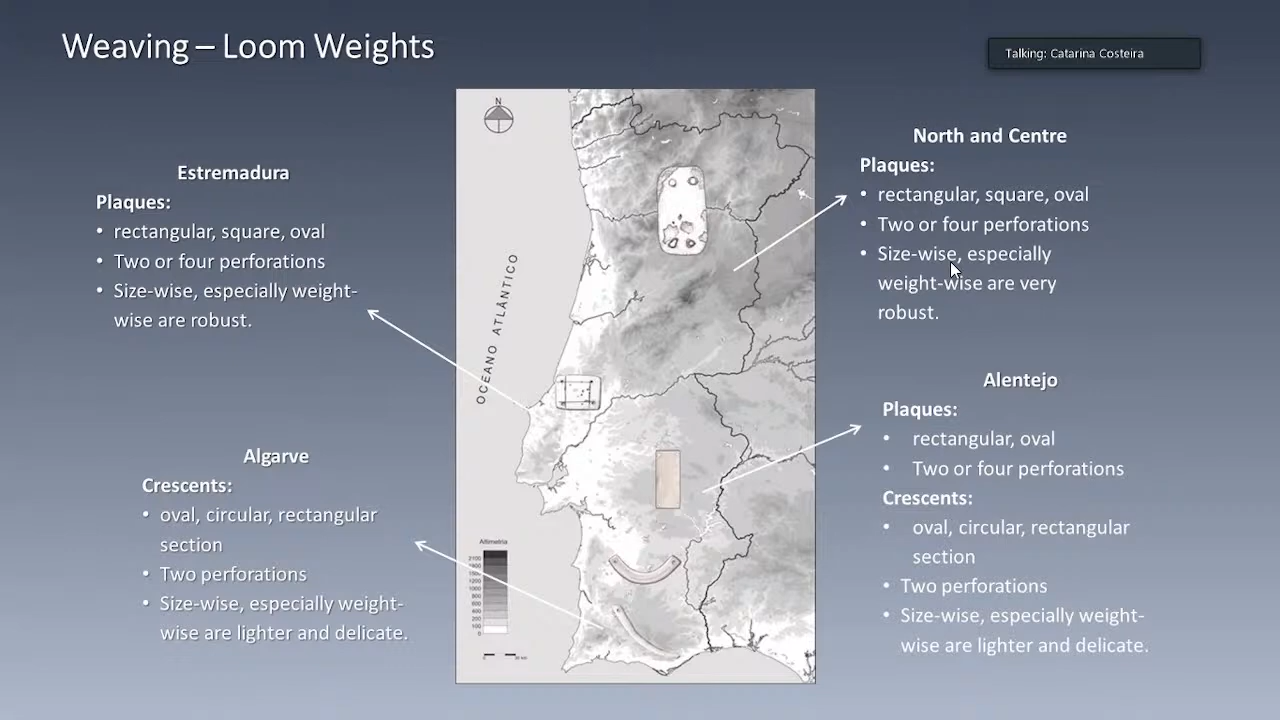 Weaving – Loom Weights
Talking: Catarina Costeira
Estremadura
Plaques:
• rectangular, square, oval
• Two or four perforations
• Size-wise, especially weight-
wise are robust.
Algarve
Crescents:
• oval, circular, rectangular
section
• Two perforations
• Size-wise, especially weight-
wise are lighter and delicate.
N
OCEANO ATLÂNTICO
Altimetria
North and Centre
Plaques:
• rectangular, square, oval
• Two or four perforations
• Size-wise, especially
weight-wise are very
robust.
Alentejo
Plaques:
• rectangular, oval
• Two or four perforations
Crescents:
• oval, circular, rectangular
section
• Two perforations
• Size-wise, especially weight-
wise are lighter and delicate.